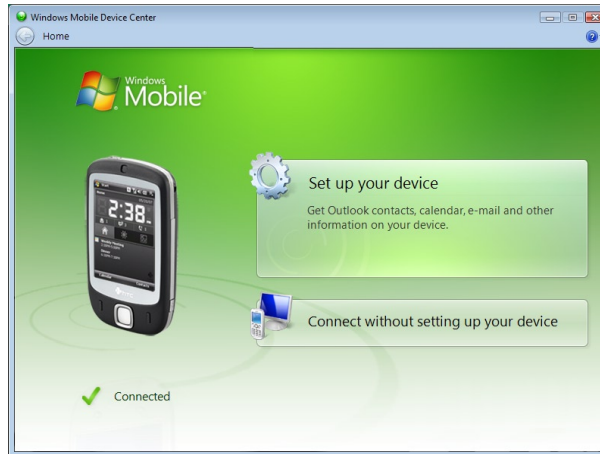 Windows Mobile Device Center
Home
Windows
Mobile
2:38
Set up your device
Get Outlook contacts, calendar, e-mail and other
information on your device.
Connect without setting up your device
Connected